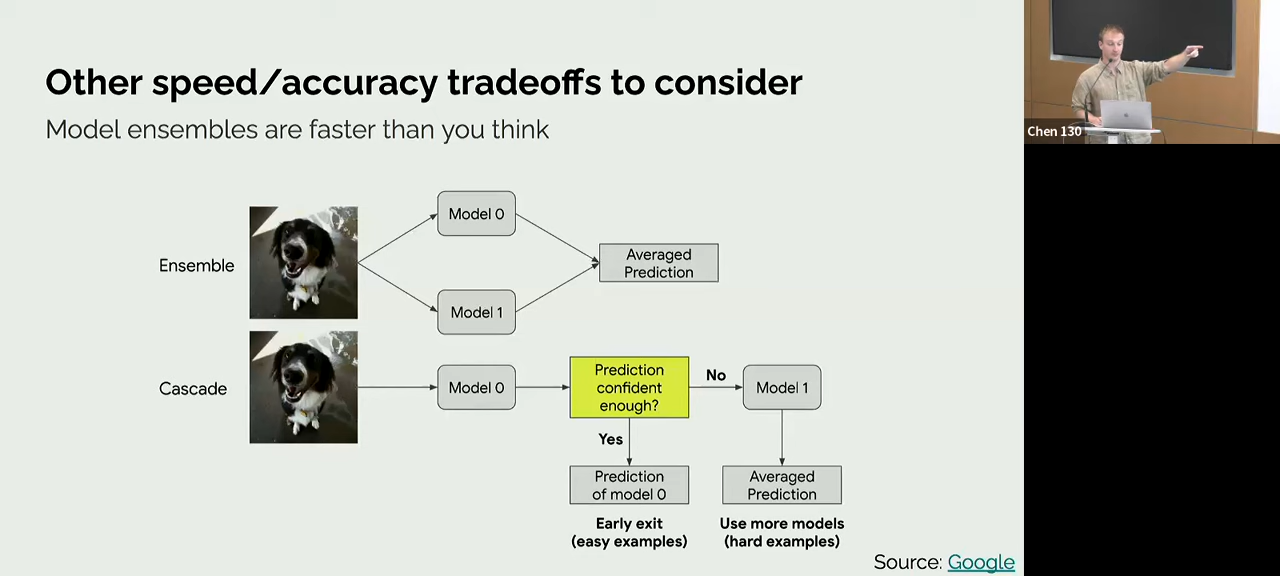 Other speed/accuracy tradeoffs to consider
Model ensembles are faster than you think
Chen 130
Ensemble
Model 0
Model 1
Averaged
Prediction
Cascade
Model 0
Prediction
confident
enough?
No
Model 1
Yes
Prediction
of model 0
Averaged
Prediction
Early exit
(easy examples)
Use more models
(hard examples)
Source: Google